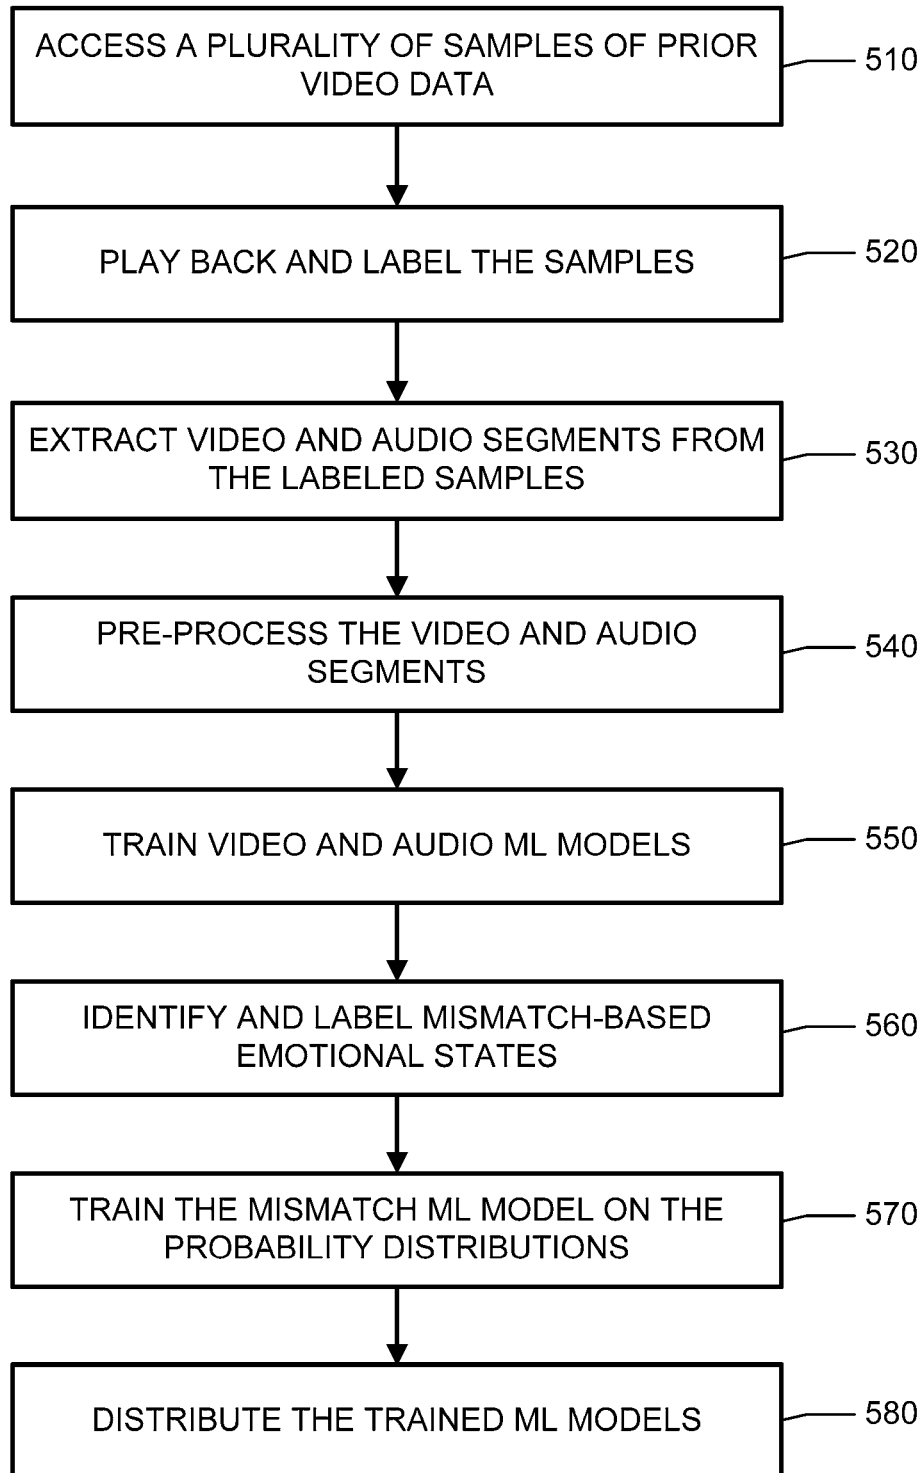 ACCESS A PLURALITY OF SAMPLES OF PRIOR
VIDEO DATA
510
PLAY BACK AND LABEL THE SAMPLES
520
EXTRACT VIDEO AND AUDIO SEGMENTS FROM
THE LABELED SAMPLES
530
PRE-PROCESS THE VIDEO AND AUDIO
SEGMENTS
540
TRAIN VIDEO AND AUDIO ML MODELS
550
IDENTIFY AND LABEL MISMATCH-BASED
EMOTIONAL STATES
560
TRAIN THE MISMATCH ML MODEL ON THE
PROBABILITY DISTRIBUTIONS
570
DISTRIBUTE THE TRAINED ML MODELS
580